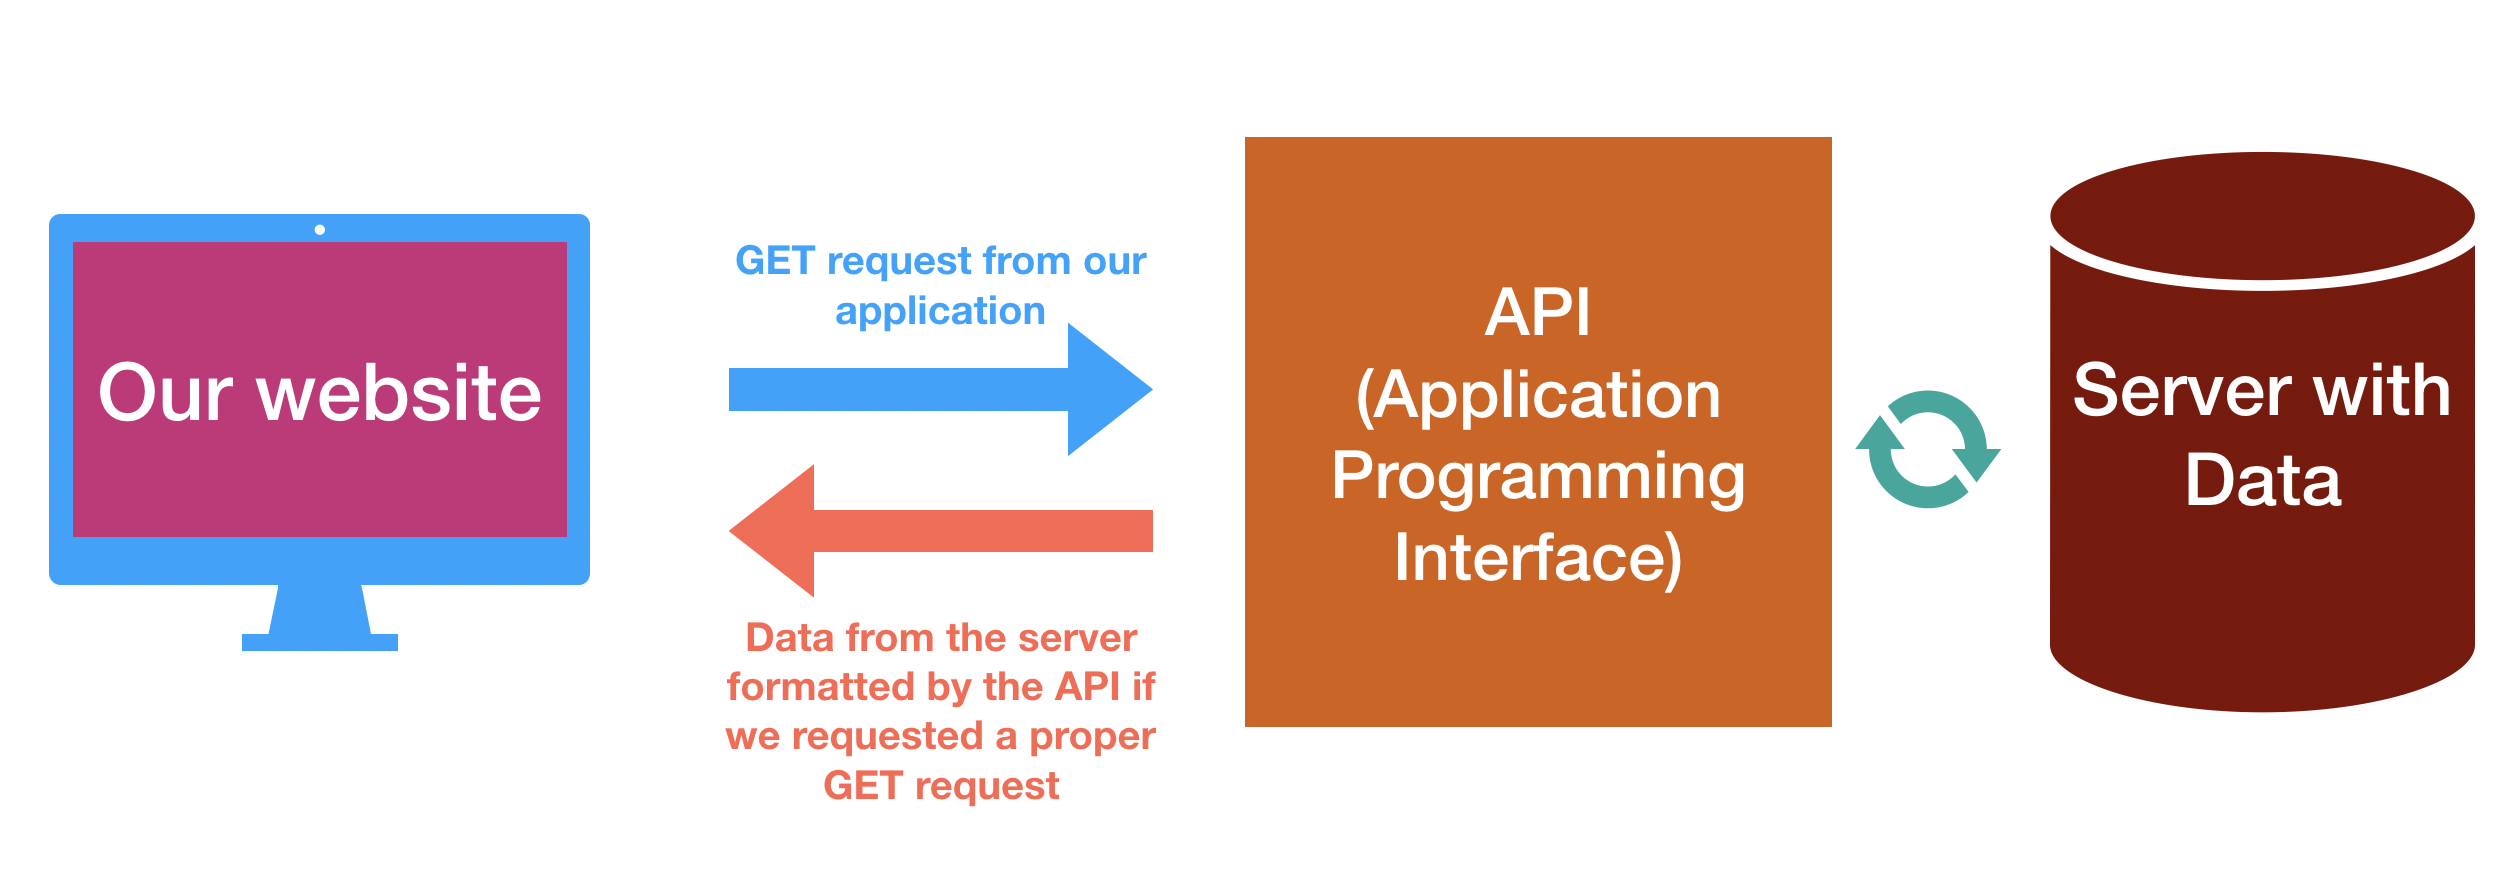 Our website
GET request from our
application
Data from the server
formatted by the API if
we requested a proper
GET request
API
(Application
Programming
Interface)
Server with
Data